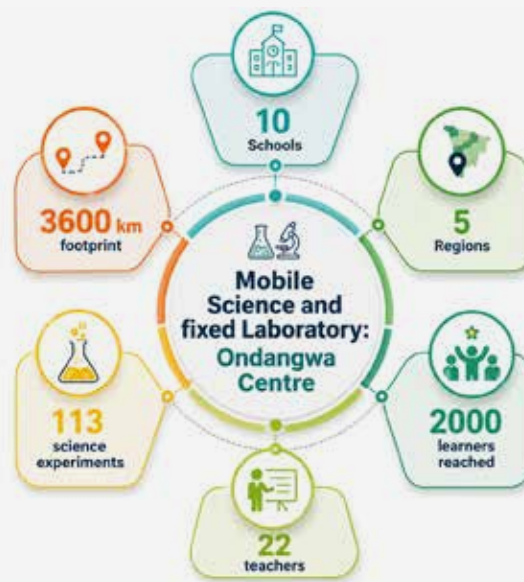 10
Schools
3600 km
footprint
5
Regions
Mobile
Science and
fixed Laboratory:
Ondangwa
Centre
113
science
experiments
2000
learners
reached
22
teachers